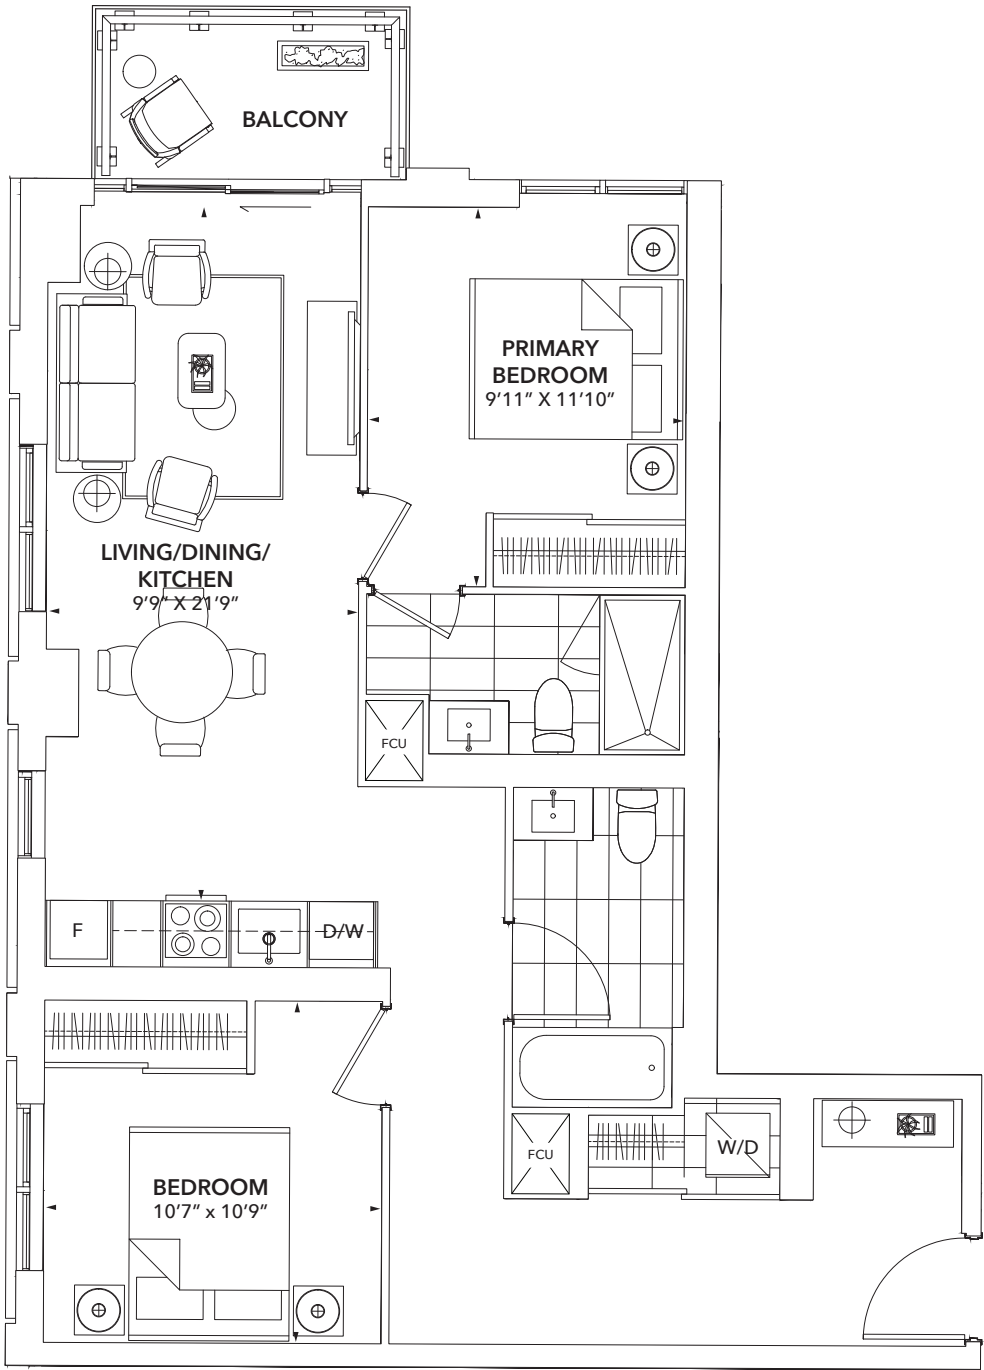 BALCONY
PRIMARY
BEDROOM
9’11” X 11’10”
LIVING/DINING/
KITCHEN
9’9” X 21’9”
FCU
F
D/W
FCU
W/D
BEDROOM
10’7” x 10’9”